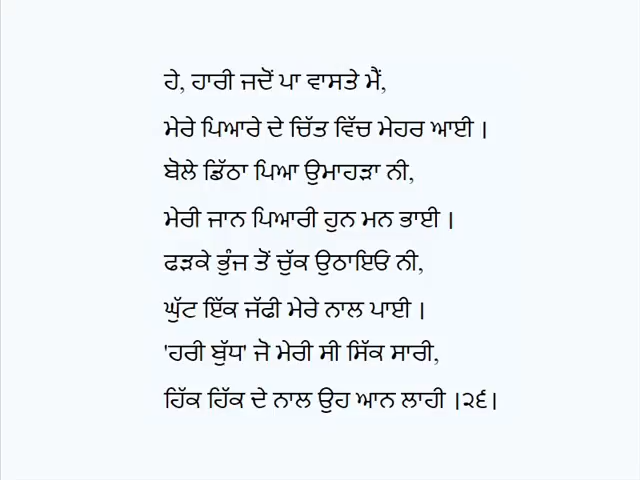 ਹੇ, ਹਾਰੀ ਜਦੋਂ ਪਾ ਵਾਸਤੇ ਮੈਂ,
ਮੇਰੇ ਪਿਆਰੇ ਦੇ ਚਿੱਤ ਵਿੱਚ ਮੇਹਰ ਆਈ ।
ਬੋਲੇ ਡਿੱਠਾ ਪਿਆ ਉਮਾਹੜਾ ਨੀ,
ਮੇਰੀ ਜਾਨ ਪਿਆਰੀ ਹੁਨ ਮਨ ਭਾਈ ।
ਫੜਕੇ ਭੁੰਜ ਤੋਂ ਚੁੱਕ ਉਠਾਇਓ ਨੀ,
ਘੁੱਟ ਇੱਕ ਜੱਫੀ ਮੇਰੇ ਨਾਲ ਪਾਈ ।
'ਹਰੀ ਬੁੱਧ' ਜੋ ਮੇਰੀ ਸੀ ਸਿੱਕ ਸਾਰੀ,
ਹਿੱਕ ਹਿੱਕ ਦੇ ਨਾਲ ਉਹ ਆਨ ਲਾਹੀ ।੨੬।